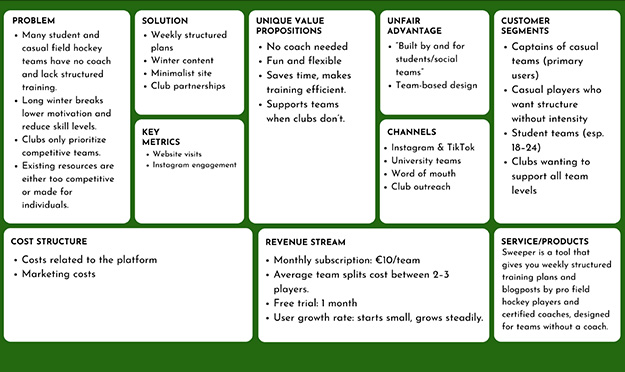 PROBLEM
• Many student and
casual field hockey
teams have no coach
and lack structured
training.
• Long winter breaks
lower motivation and
reduce skill levels.
• Clubs only prioritize
competitive teams.
• Existing resources are
either too competitive
or made for
individuals.
SOLUTION
• Weekly structured
plans
• Winter content
• Minimalist site
• Club partnerships
KEY
METRICS
• Website visits
• Instagram engagement
UNIQUE VALUE
PROPOSITIONS
• No coach needed
• Fun and flexible
• Saves time, makes
training efficient.
• Supports teams
when clubs don't.
UNFAIR
ADVANTAGE
• "Built by and for
students/social
teams"
• Team-based design
CHANNELS
• Instagram & TikTok
• University teams
• Word of mouth
• Club outreach
CUSTOMER
SEGMENTS
• Captains of casual
teams (primary
users)
• Casual players who
want structure
without intensity
• Student teams (esp.
18–24)
• Clubs wanting to
support all team
levels
COST STRUCTURE
• Costs related to the platform
• Marketing costs
REVENUE STREAM
• Monthly subscription: €10/team
• Average team splits cost between 2–3
players.
• Free trial: 1 month
• User growth rate: starts small, grows steadily.
SERVICE/PRODUCTS
Sweeper is a tool that
gives you weekly structured
training plans and
blogposts by pro field
hockey players and
certified coaches, designed
for teams without a coach.